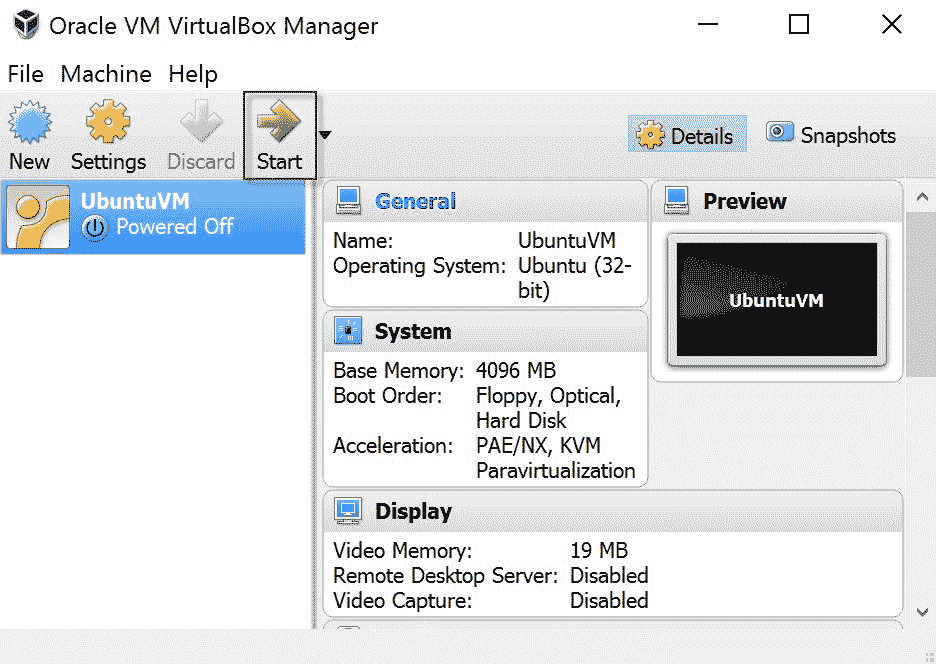 Oracle VM VirtualBox Manager
File Machine Help
New Settings Discard Start Details Snapshots
UbuntuVM
Powered Off
General
Name: UbuntuVM
Operating System: Ubuntu (32-
bit)
Preview
UbuntuVM
System
Base Memory: 4096 MB
Boot Order: Floppy, Optical,
Hard Disk
Acceleration: PAE/NX, KVM
Paravirtualization
Display
Video Memory: 19 MB
Remote Desktop Server: Disabled
Video Capture: Disabled